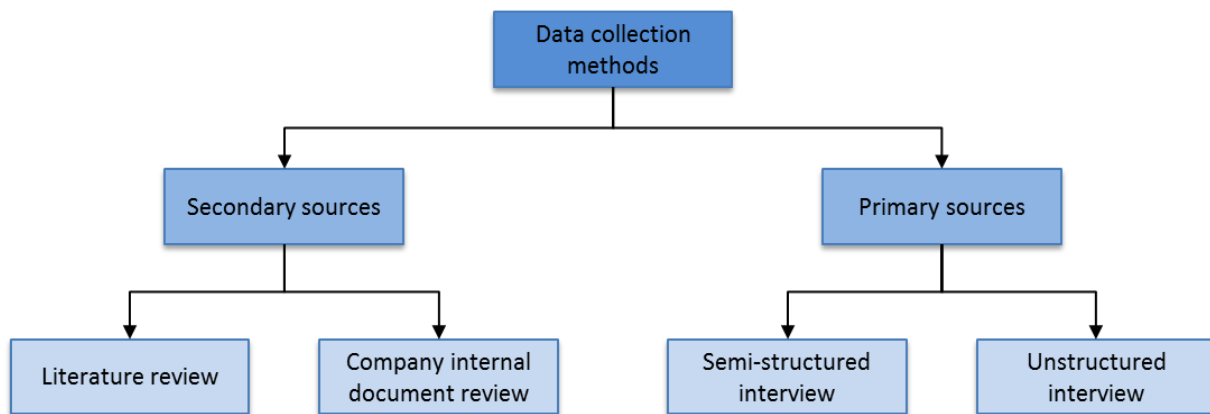 Data collection
methods
Secondary sources
Primary sources
Literature review
Company internal
document review
Semi-structured
interview
Unstructured
interview